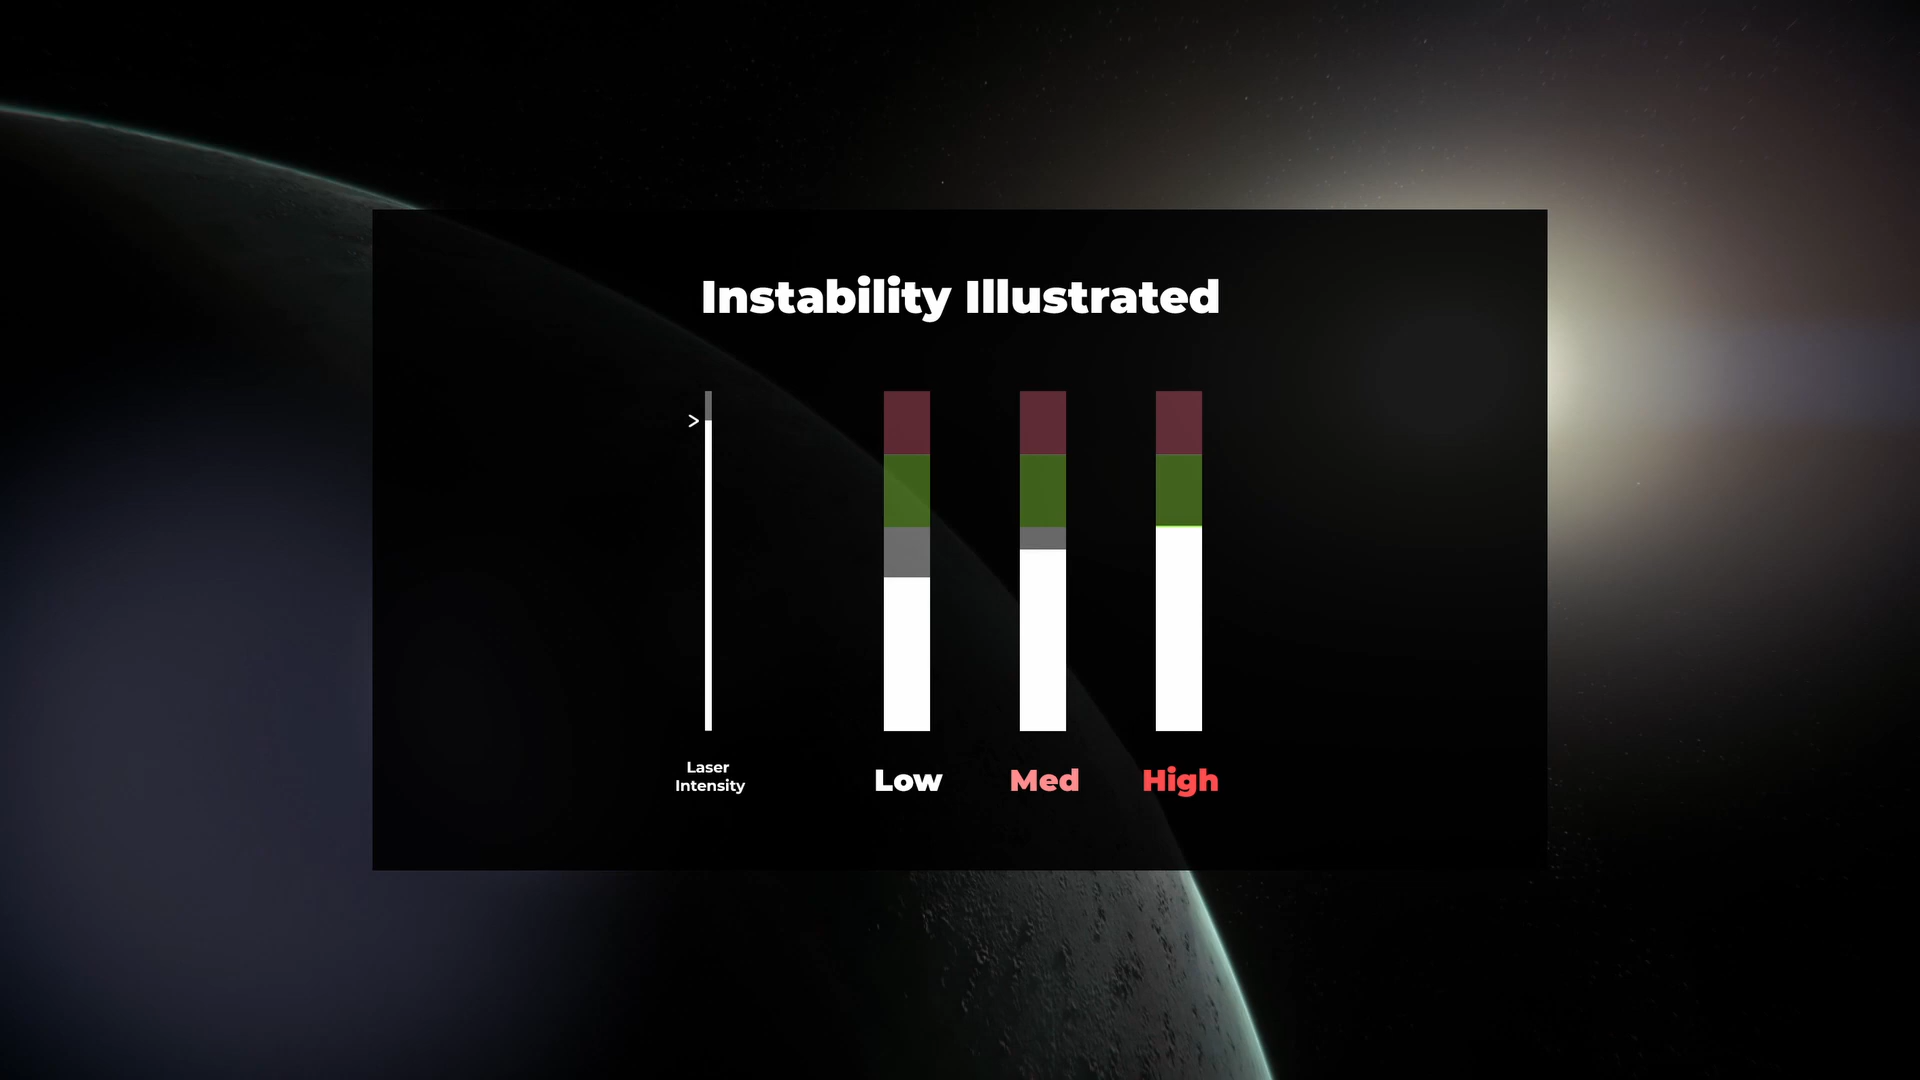 Instability Illustrated
>
Laser
Intensity
Low
Med
High